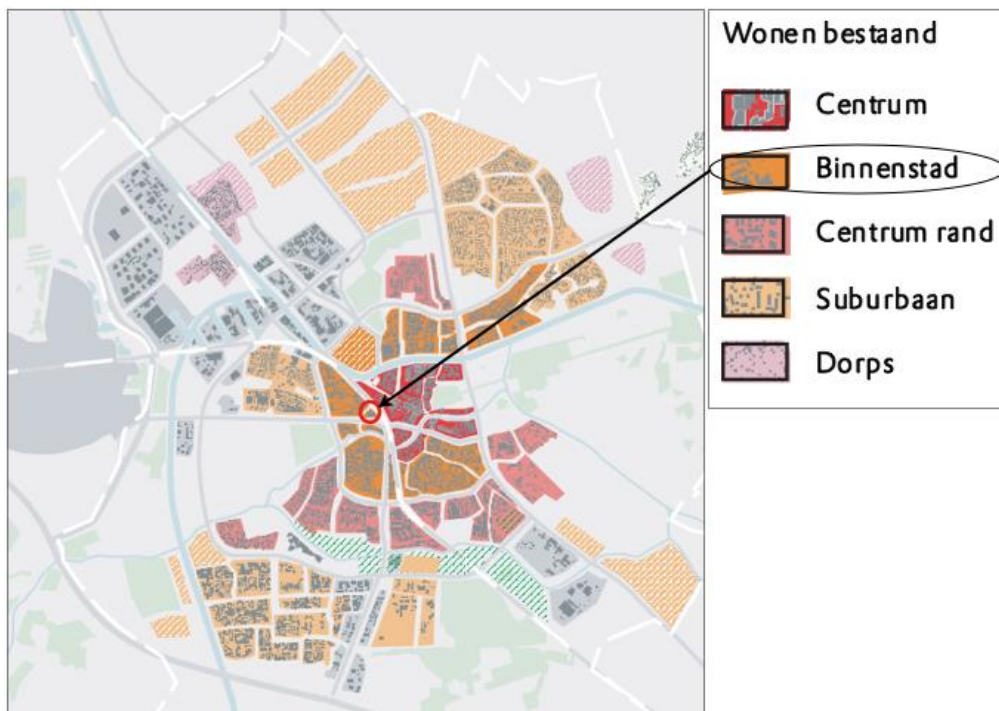 Wonen bestaand
Centrum
Binnenstad
Centrum rand
Suburbaan
Dorps